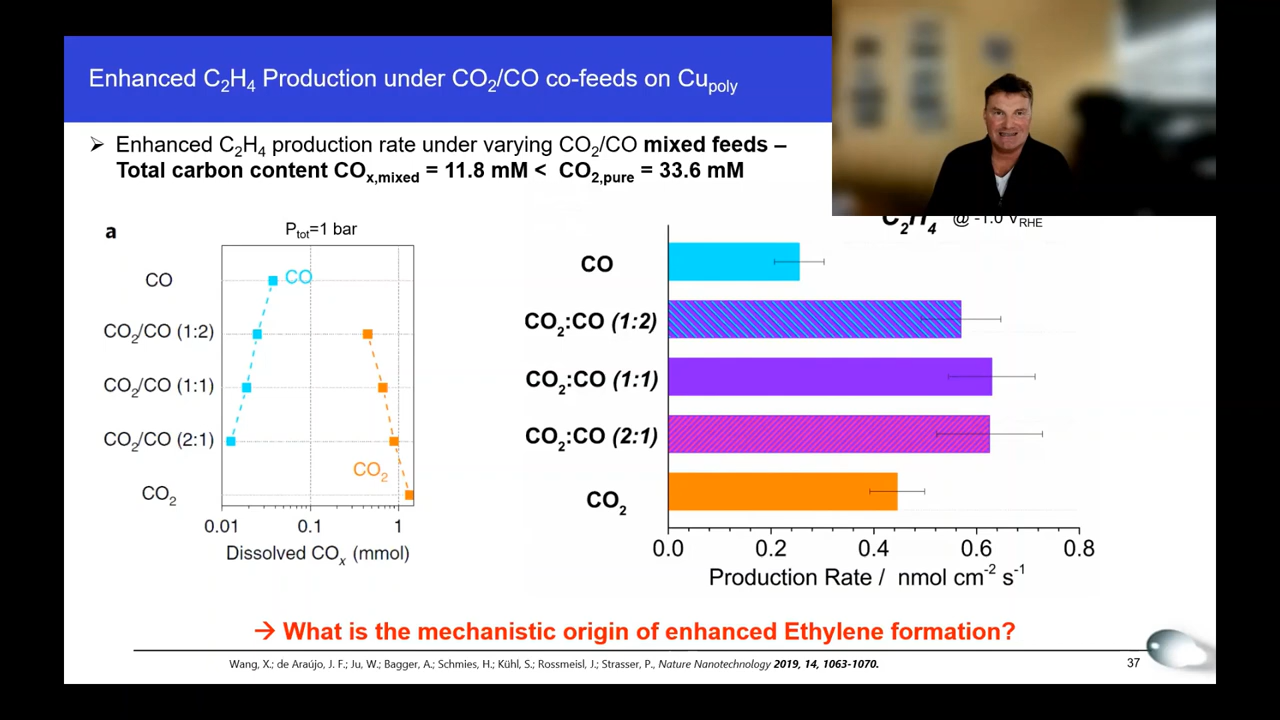 Enhanced C₂H₄ Production under CO₂/CO co-feeds on Cu_poly
➢ Enhanced C₂H₄ production rate under varying CO₂/CO mixed feeds –
Total carbon content CO_x,mixed = 11.8 mM < CO_2,pure = 33.6 mM
a
P_tot=1 bar
CO
CO₂/CO (1:2)
CO₂/CO (1:1)
CO₂/CO (2:1)
CO₂
CO
CO₂
0.01 0.1 1
Dissolved COₓ (mmol)
C₂H₄ @ -1.0 V_RHE
CO
CO₂:CO (1:2)
CO₂:CO (1:1)
CO₂:CO (2:1)
CO₂
0.0 0.2 0.4 0.6 0.8
Production Rate / nmol cm⁻² s⁻¹
→ What is the mechanistic origin of enhanced Ethylene formation?
Wang, X.; de Araújo, J. F.; Ju, W.; Bagger, A.; Schmies, H.; Kühl, S.; Rossmeisl, J.; Strasser, P., Nature Nanotechnology 2019, 14, 1063-1070.
37